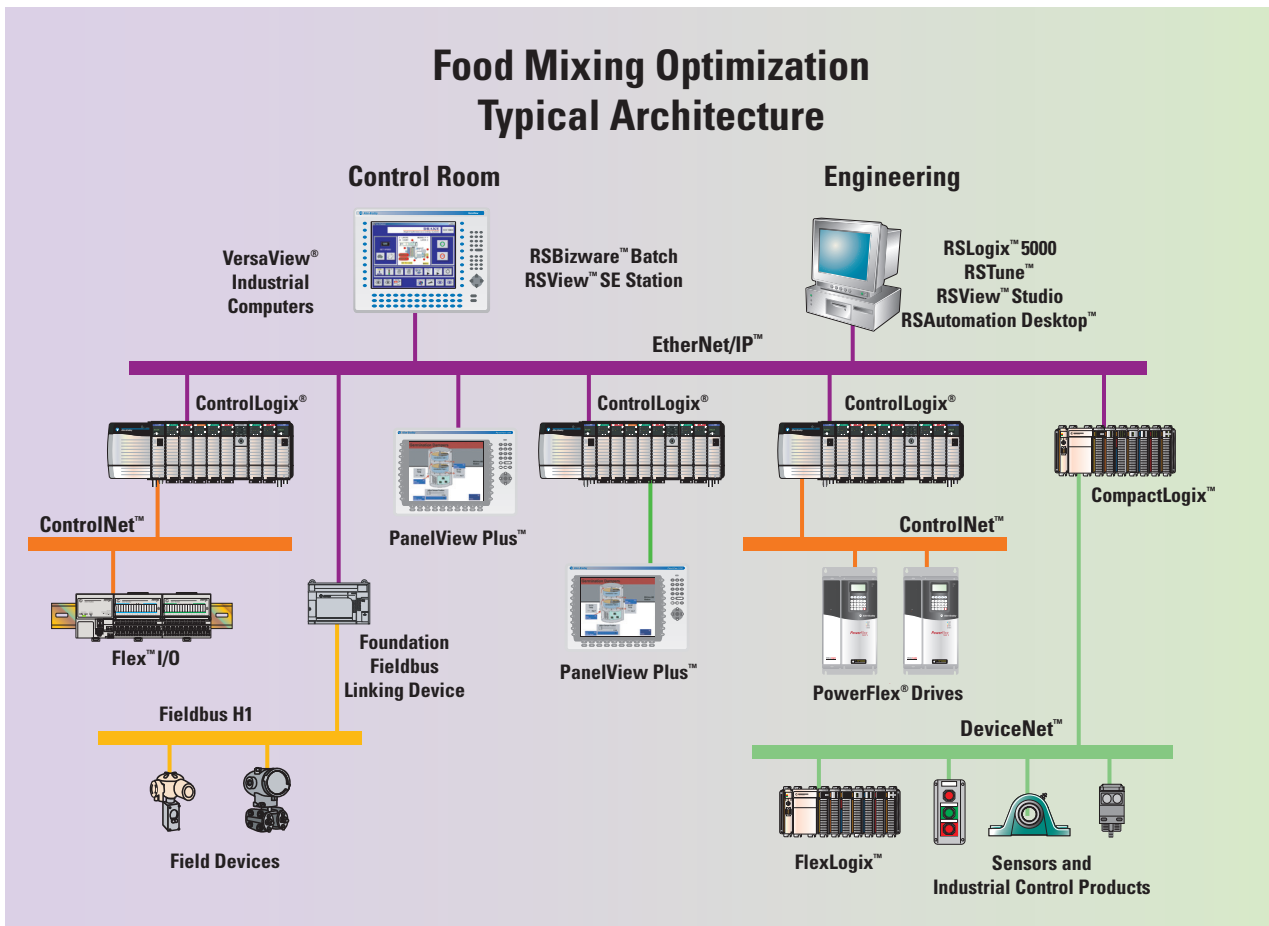 Food Mixing Optimization
Typical Architecture
Control Room
Engineering
VersaView®
Industrial
Computers
RSBizware™ Batch
RSView™ SE Station
RSLogix™ 5000
RSTune™
RSView™ Studio
RSAutomation Desktop™
EtherNet/IP™
ControlLogix®
ControlLogix®
ControlLogix®
CompactLogix™
ControlNet™
PanelView Plus™
ControlNet™
Flex™ I/O
Foundation
Fieldbus
Linking Device
PanelView Plus™
PowerFlex® Drives
Fieldbus H1
DeviceNet™
Field Devices
FlexLogix™
Sensors and
Industrial Control Products